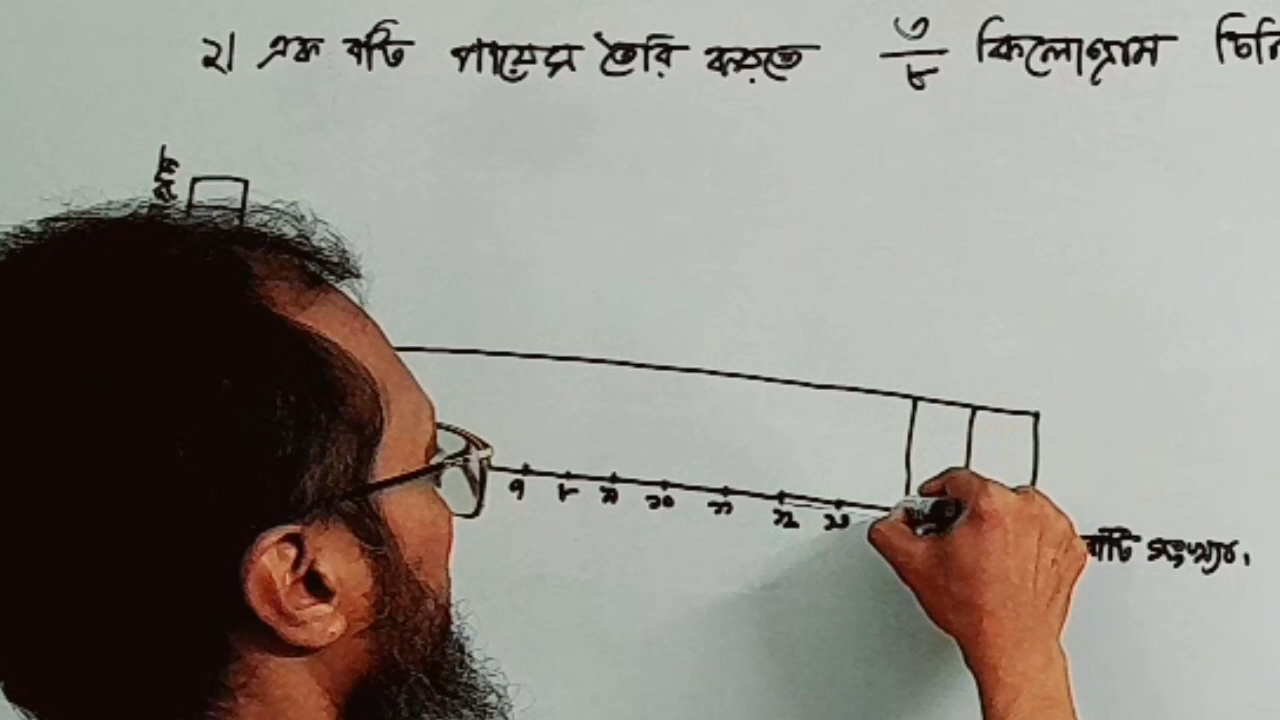 ২। এক বাটি পায়েস তৈরি করতে ৩/৮ কিলোগ্রাম চিনি
৭ ৮ ৯ ১০ ১১ ১২ ১৩
বাটি সংখ্যা